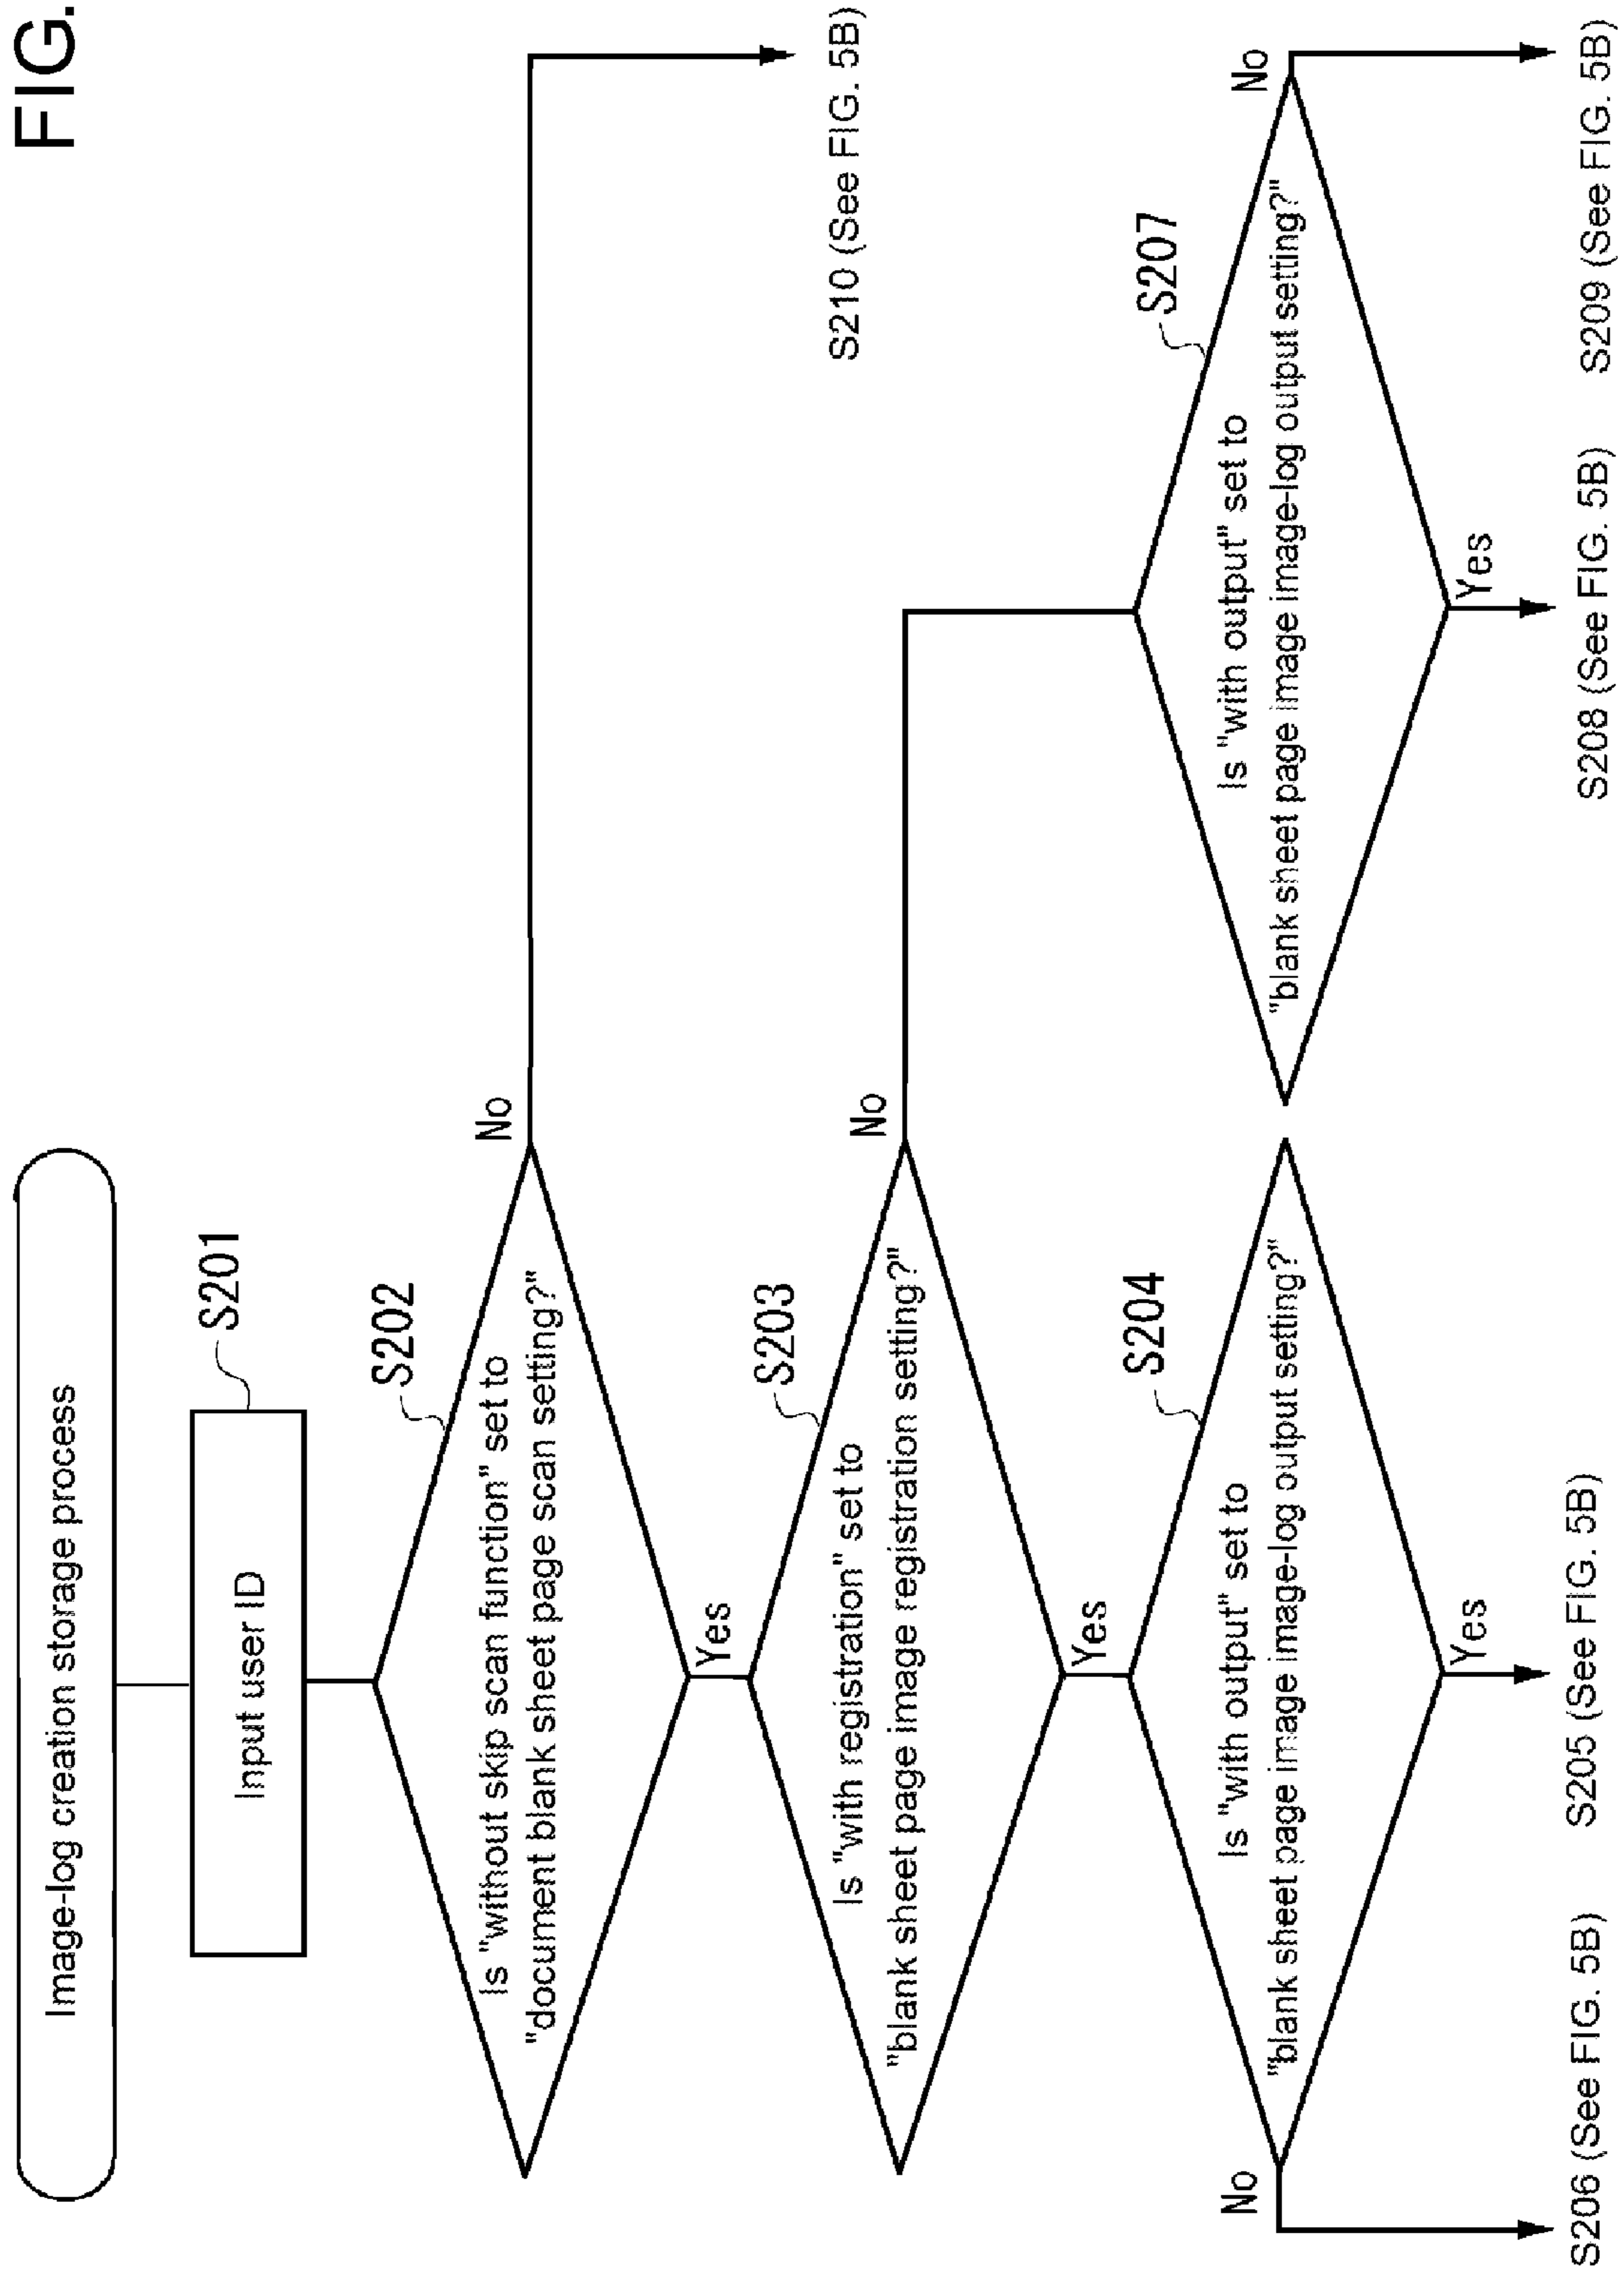 FIG.
Image-log creation storage process
S201
Input user ID
S202
Is "without skip scan function" set to
"document blank sheet page scan setting?"
No
Yes
S210 (See FIG. 5B)
S203
Is "with registration" set to
"blank sheet page image registration setting?"
No
Yes
S204
Is "with output" set to
"blank sheet page image image-log output setting?"
No
Yes
S207
Is "with output" set to
"blank sheet page image image-log output setting?"
No
Yes
S206 (See FIG. 5B)
S205 (See FIG. 5B)
S208 (See FIG. 5B)
S209 (See FIG. 5B)